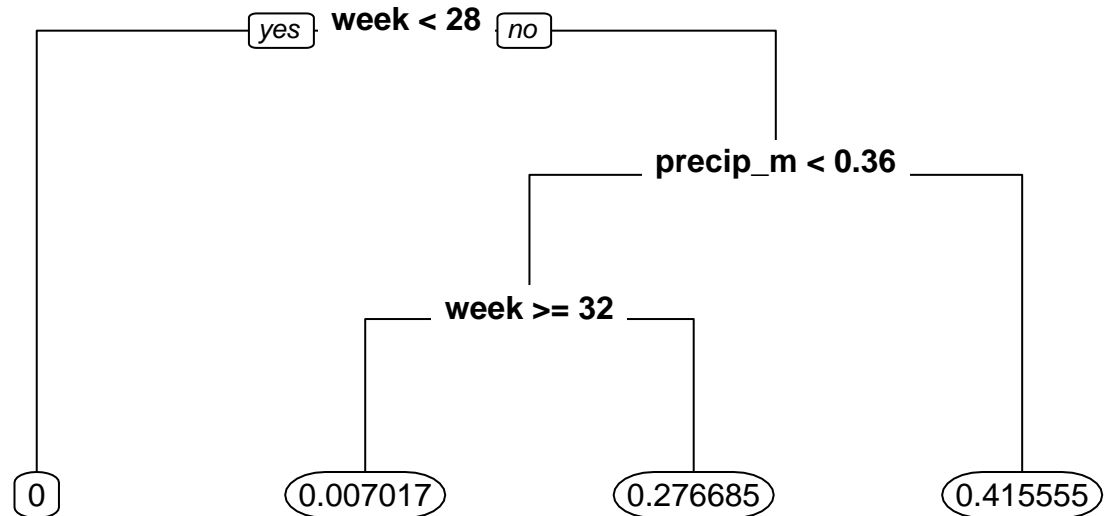 yes week < 28 no
precip_m < 0.36
week >= 32
0 0.007017 0.276685 0.415555